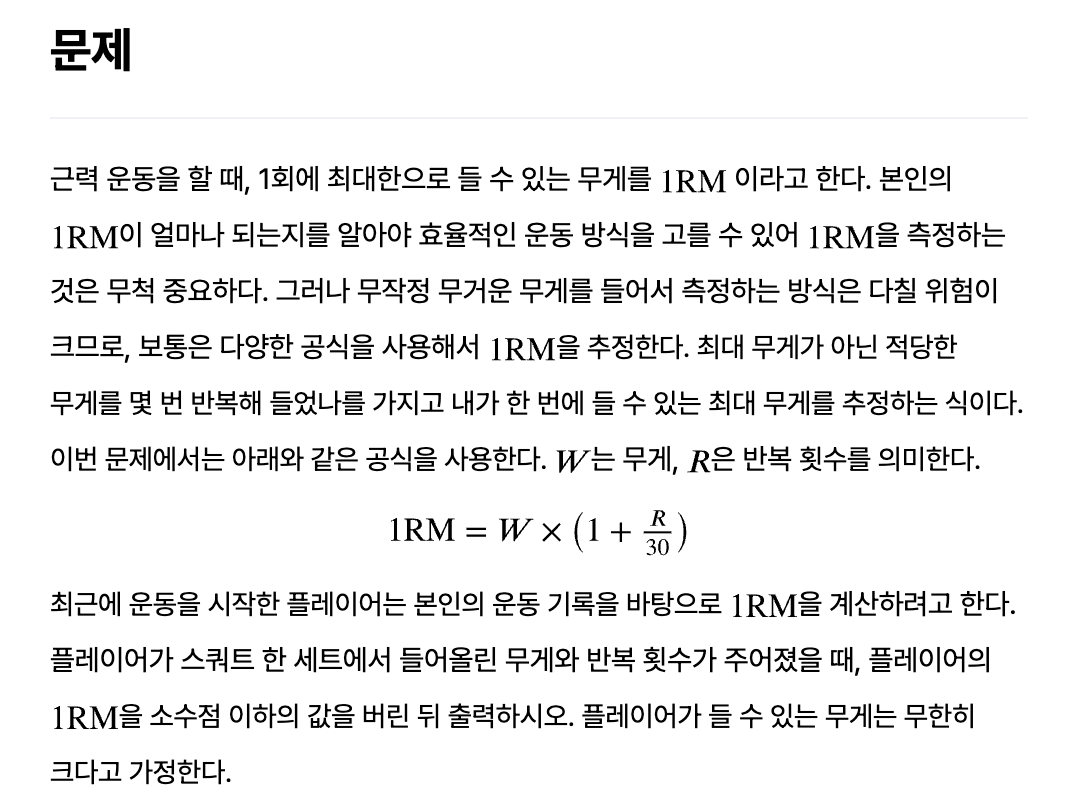 문제
근력 운동을 할 때, 1회에 최대한으로 들 수 있는 무게를 1RM 이라고 한다. 본인의
1RM이 얼마나 되는지를 알아야 효율적인 운동 방식을 고를 수 있어 1RM을 측정하는
것은 무척 중요하다. 그러나 무작정 무거운 무게를 들어서 측정하는 방식은 다칠 위험이
크므로, 보통은 다양한 공식을 사용해서 1RM을 추정한다. 최대 무게가 아닌 적당한
무게를 몇 번 반복해 들었나를 가지고 내가 한 번에 들 수 있는 최대 무게를 추정하는 식이다.
이번 문제에서는 아래와 같은 공식을 사용한다. W는 무게, R은 반복 횟수를 의미한다.
1RM = W × (1 + R/30)
최근에 운동을 시작한 플레이어는 본인의 운동 기록을 바탕으로 1RM을 계산하려고 한다.
플레이어가 스쿼트 한 세트에서 들어올린 무게와 반복 횟수가 주어졌을 때, 플레이어의
1RM을 소수점 이하의 값을 버린 뒤 출력하시오. 플레이어가 들 수 있는 무게는 무한히
크다고 가정한다.